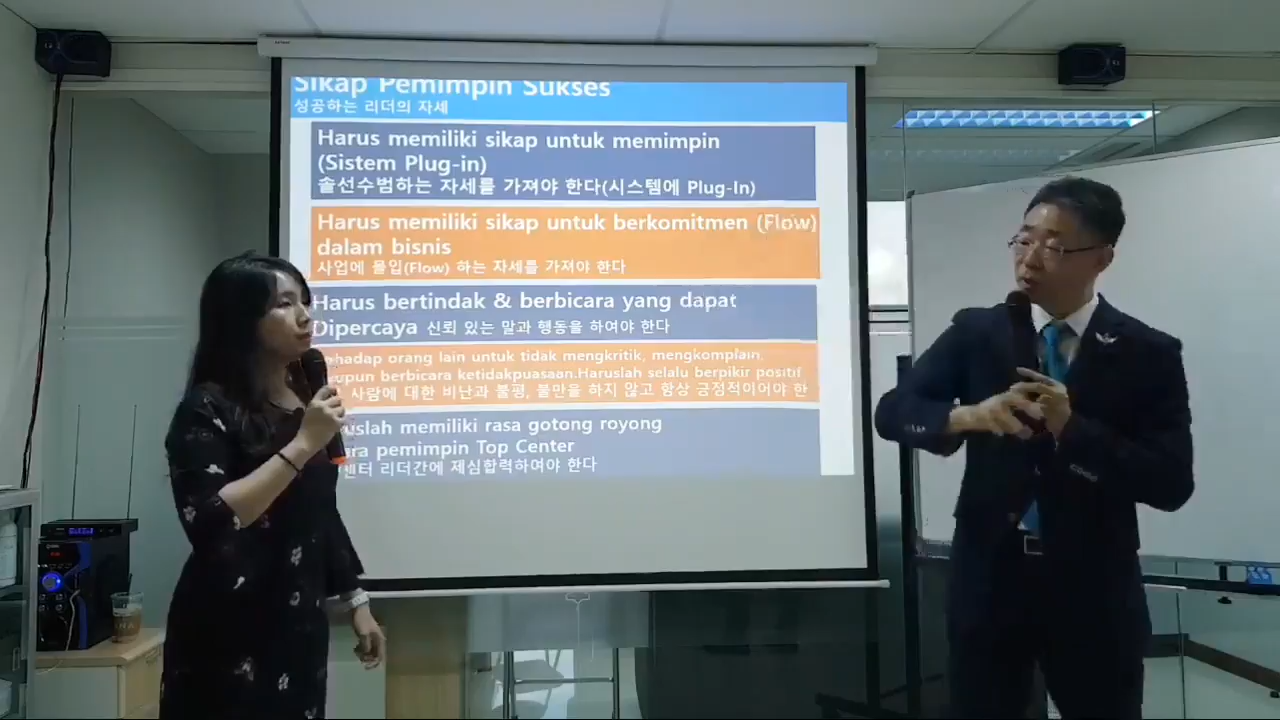 Sikap Pemimpin Sukses
성공하는 리더의 자세
Harus memiliki sikap untuk memimpin
(Sistem Plug-in)
솔선수범하는 자세를 가져야 한다(시스템에 Plug-In)
Harus memiliki sikap untuk berkomitmen (Flow)
dalam bisnis
사업에 몰입(Flow) 하는 자세를 가져야 한다
Harus bertindak & berbicara yang dapat
Dipercaya 신뢰 있는 말과 행동을 하여야 한다
orang lain untuk tidak mengkritik, mengkomplain,
berbicara ketidakpuasaan.Haruslah selalu berpikir positif
사람에 대한 비난과 불평, 불만을 하지 않고 항상 긍정적이어야 한
memiliki rasa gotong royong
pemimpin Top Center
리더간에 제심합력하여야 한다